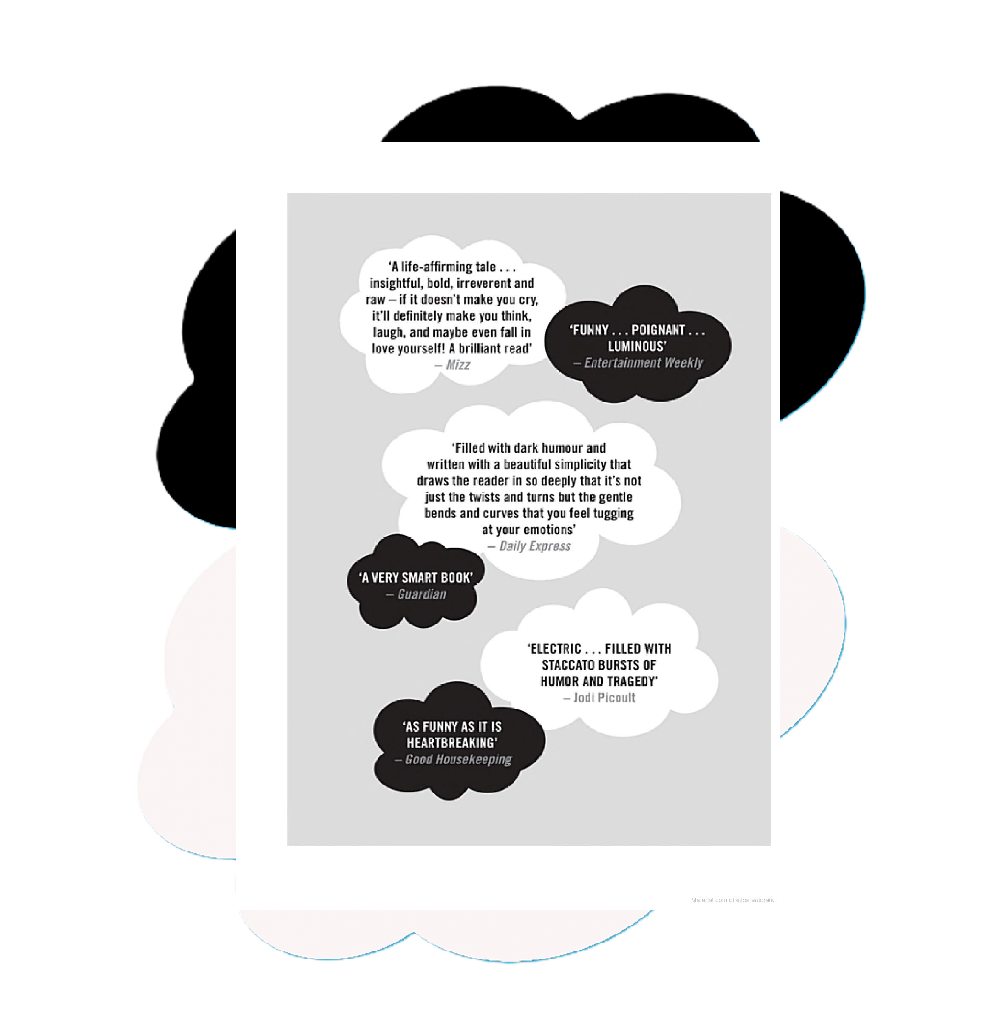 ‘A life-affirming tale . . .
insightful, bold, irreverent and
raw – if it doesn’t make you cry,
it’ll definitely make you think,
laugh, and maybe even fall in
love yourself! A brilliant read’
– Mizz
‘FUNNY . . . POIGNANT . . .
LUMINOUS’
– Entertainment Weekly
‘Filled with dark humour and
written with a beautiful simplicity that
draws the reader in so deeply that it’s not
just the twists and turns but the gentle
bends and curves that you feel tugging
at your emotions’
– Daily Express
‘A VERY SMART BOOK’
– Guardian
‘ELECTRIC . . . FILLED WITH
STACCATO BURSTS OF
HUMOR AND TRAGEDY’
– Jodi Picoult
‘AS FUNNY AS IT IS
HEARTBREAKING’
– Good Housekeeping